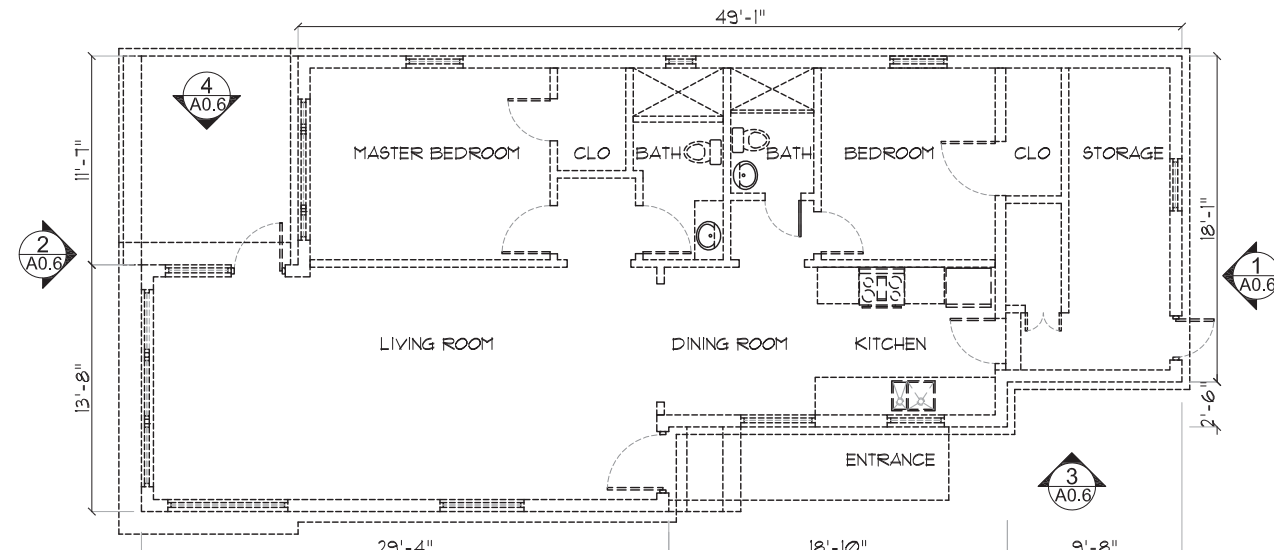 49'-1"
4
A0.6
11'-7"
MASTER BEDROOM
CLO
BATH
BATH
BEDROOM
CLO
STORAGE
18'-1"
2
A0.6
1
A0.6
LIVING ROOM
DINING ROOM
KITCHEN
13'-8"
2'-6"
ENTRANCE
3
A0.6
29'-4"
18'-10"
9'-8"